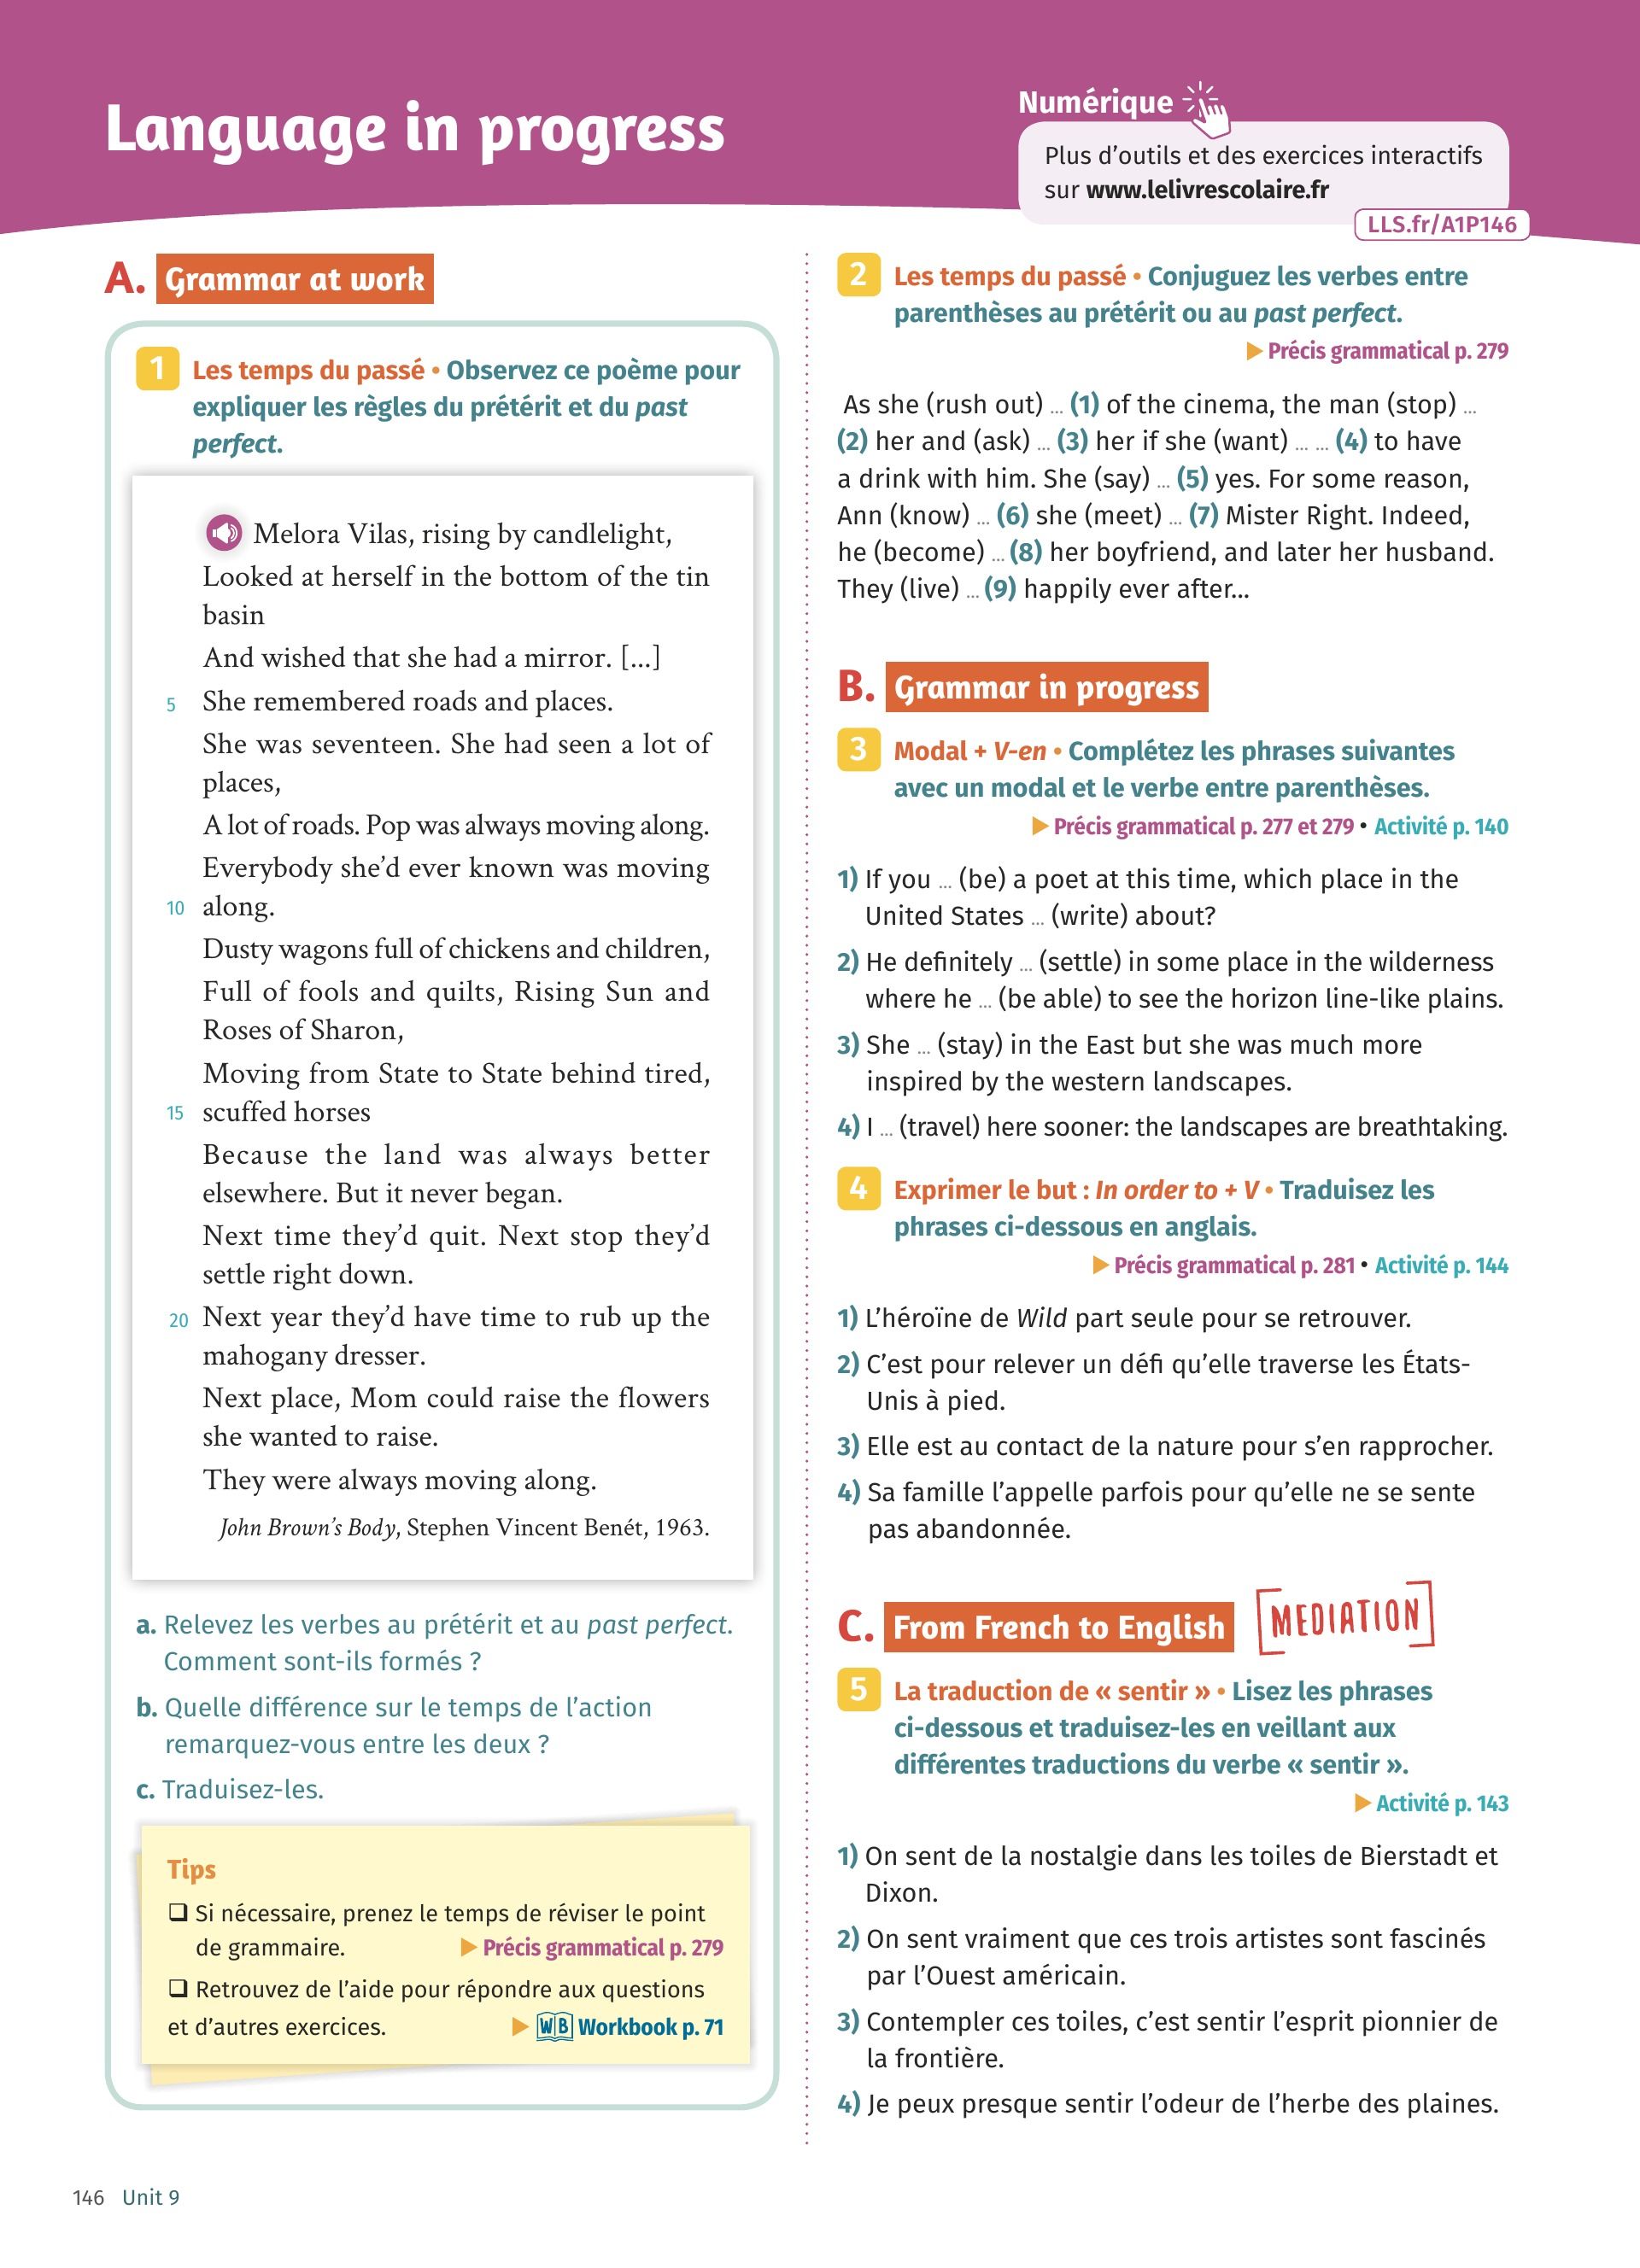 Language in progress
Numérique
Plus d’outils et des exercices interactifs
sur www.lelivrescolaire.fr
LLS.fr/A1P146
A. Grammar at work
1 Les temps du passé • Observez ce poème pour
expliquer les règles du prétérit et du past
perfect.
Melora Vilas, rising by candlelight,
Looked at herself in the bottom of the tin
basin
And wished that she had a mirror. [...]
5 She remembered roads and places.
She was seventeen. She had seen a lot of
places,
A lot of roads. Pop was always moving along.
Everybody she’d ever known was moving
10 along.
Dusty wagons full of chickens and children,
Full of fools and quilts, Rising Sun and
Roses of Sharon,
Moving from State to State behind tired,
15 scuffed horses
Because the land was always better
elsewhere. But it never began.
Next time they’d quit. Next stop they’d
settle right down.
20 Next year they’d have time to rub up the
mahogany dresser.
Next place, Mom could raise the flowers
she wanted to raise.
They were always moving along.
John Brown’s Body, Stephen Vincent Benét, 1963.
a. Relevez les verbes au prétérit et au past perfect.
Comment sont-ils formés ?
b. Quelle différence sur le temps de l’action
remarquez-vous entre les deux ?
c. Traduisez-les.
Tips
❑ Si nécessaire, prenez le temps de réviser le point
de grammaire. ▶ Précis grammatical p. 279
❑ Retrouvez de l’aide pour répondre aux questions
et d’autres exercices. ▶ WB Workbook p. 71
2 Les temps du passé • Conjuguez les verbes entre
parenthèses au prétérit ou au past perfect.
▶ Précis grammatical p. 279
As she (rush out) ... (1) of the cinema, the man (stop) ...
(2) her and (ask) ... (3) her if she (want) ... ... (4) to have
a drink with him. She (say) ... (5) yes. For some reason,
Ann (know) ... (6) she (meet) ... (7) Mister Right. Indeed,
he (become) ... (8) her boyfriend, and later her husband.
They (live) ... (9) happily ever after...
B. Grammar in progress
3 Modal + V-en • Complétez les phrases suivantes
avec un modal et le verbe entre parenthèses.
▶ Précis grammatical p. 277 et 279 • Activité p. 140
1) If you ... (be) a poet at this time, which place in the
United States ... (write) about?
2) He definitely ... (settle) in some place in the wilderness
where he ... (be able) to see the horizon line-like plains.
3) She ... (stay) in the East but she was much more
inspired by the western landscapes.
4) I ... (travel) here sooner: the landscapes are breathtaking.
4 Exprimer le but : In order to + V • Traduisez les
phrases ci-dessous en anglais.
▶ Précis grammatical p. 281 • Activité p. 144
1) L’héroïne de Wild part seule pour se retrouver.
2) C’est pour relever un défi qu’elle traverse les États-
Unis à pied.
3) Elle est au contact de la nature pour s’en rapprocher.
4) Sa famille l’appelle parfois pour qu’elle ne se sente
pas abandonnée.
C. From French to English [MEDIATION]
5 La traduction de « sentir » • Lisez les phrases
ci-dessous et traduisez-les en veillant aux
différentes traductions du verbe « sentir ».
▶ Activité p. 143
1) On sent de la nostalgie dans les toiles de Bierstadt et
Dixon.
2) On sent vraiment que ces trois artistes sont fascinés
par l’Ouest américain.
3) Contempler ces toiles, c’est sentir l’esprit pionnier de
la frontière.
4) Je peux presque sentir l’odeur de l’herbe des plaines.
146 Unit 9